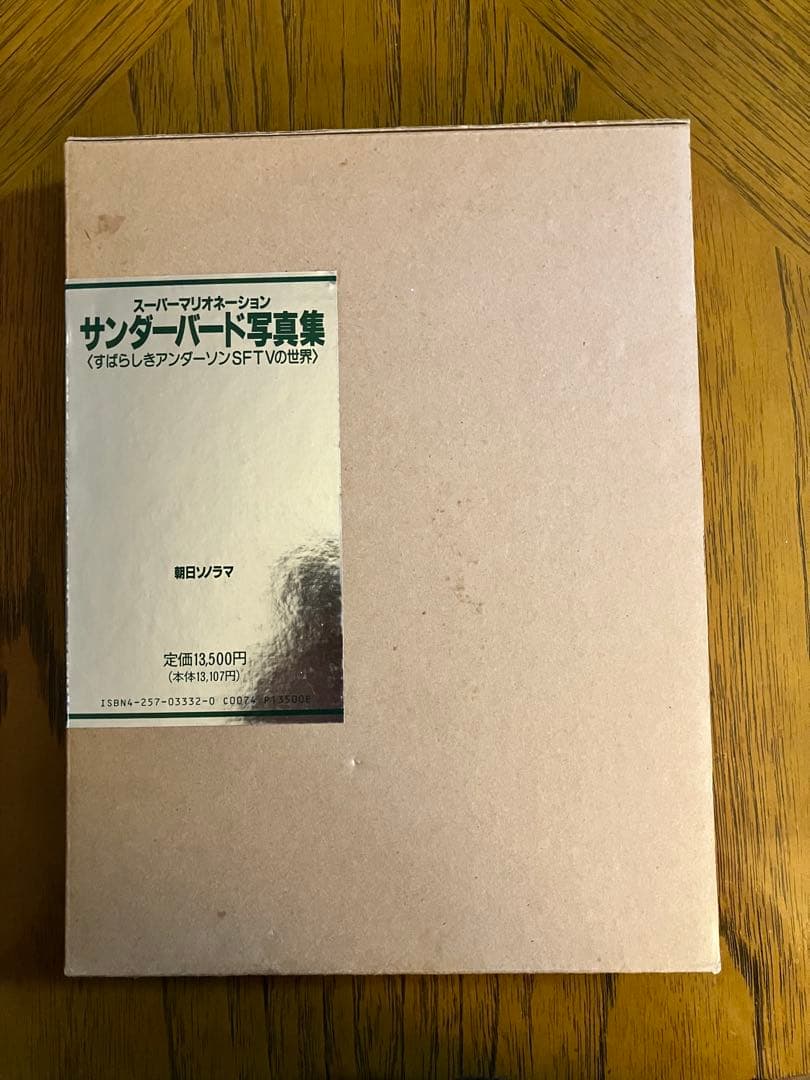 スーパーマリオネーション
サンダーバード写真集
〈すばらしきアンダーソンSFTVの世界〉
朝日ソノラマ
定価13,500円
(本体13,107円)
ISBN4-257-03332-0 C0074 P13500E